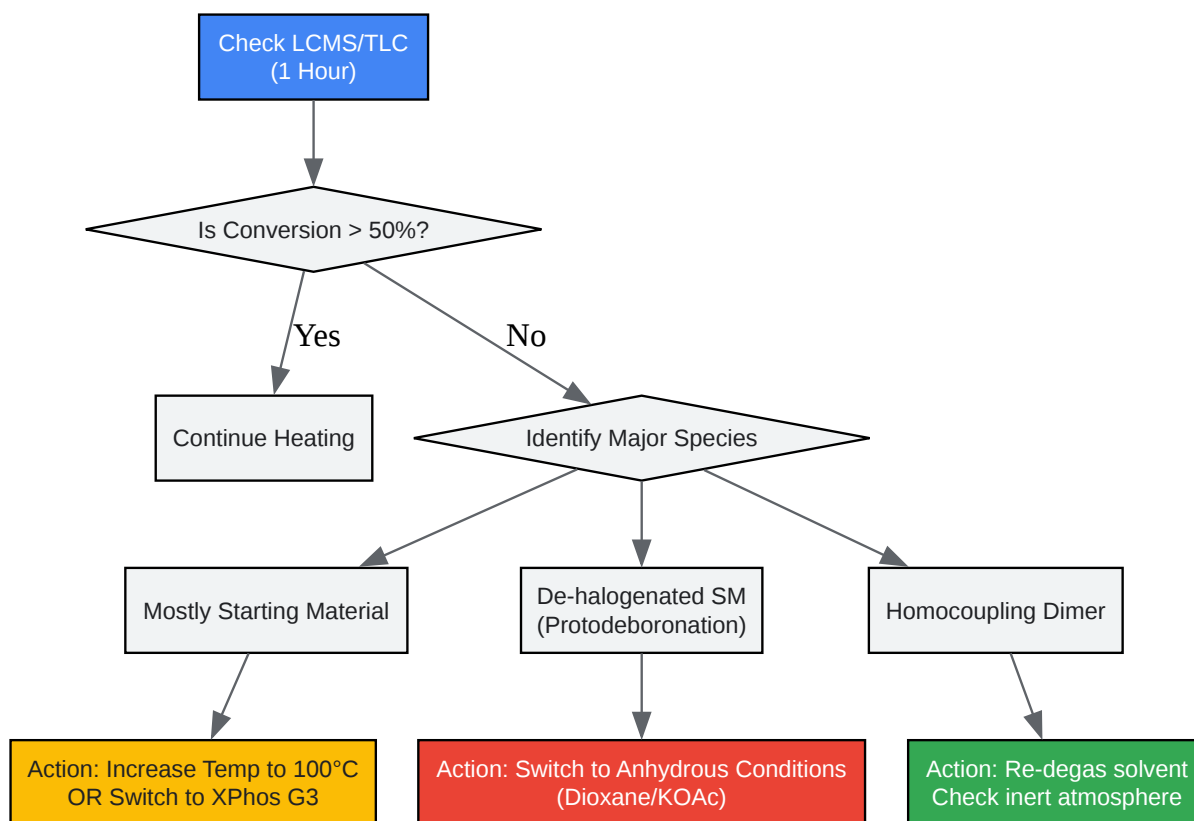 Check LCMS/TLC
(1 Hour)
Is Conversion > 50%?
Yes
No
Continue Heating
Identify Major Species
Mostly Starting Material
De-halogenated SM
(Protodeboronation)
Homocoupling Dimer
Action: Increase Temp to 100°C
OR Switch to XPhos G3
Action: Switch to Anhydrous Conditions
(Dioxane/KOAc)
Action: Re-degas solvent
Check inert atmosphere